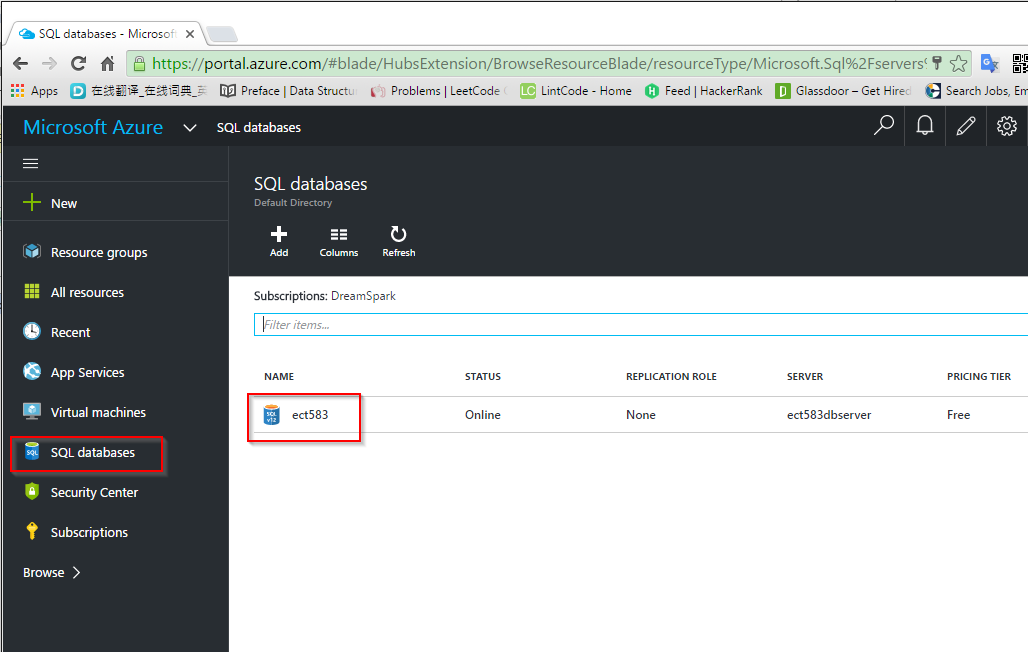 SQL databases - Microsoft
https://portal.azure.com/#blade/HubsExtension/BrowseResourceBlade/resourceType/Microsoft.Sql%2Fservers%
Apps 在线翻译_在线词典_英 Preface | Data Structu Problems | LeetCode LintCode - Home Feed | HackerRank Glassdoor – Get Hired Search Jobs, Em
Microsoft Azure SQL databases
New
Resource groups
All resources
Recent
App Services
Virtual machines
SQL databases
Security Center
Subscriptions
Browse
SQL databases
Default Directory
Add Columns Refresh
Subscriptions: DreamSpark
Filter items...
NAME STATUS REPLICATION ROLE SERVER PRICING TIER
SQL v12 ect583 Online None ect583dbserver Free